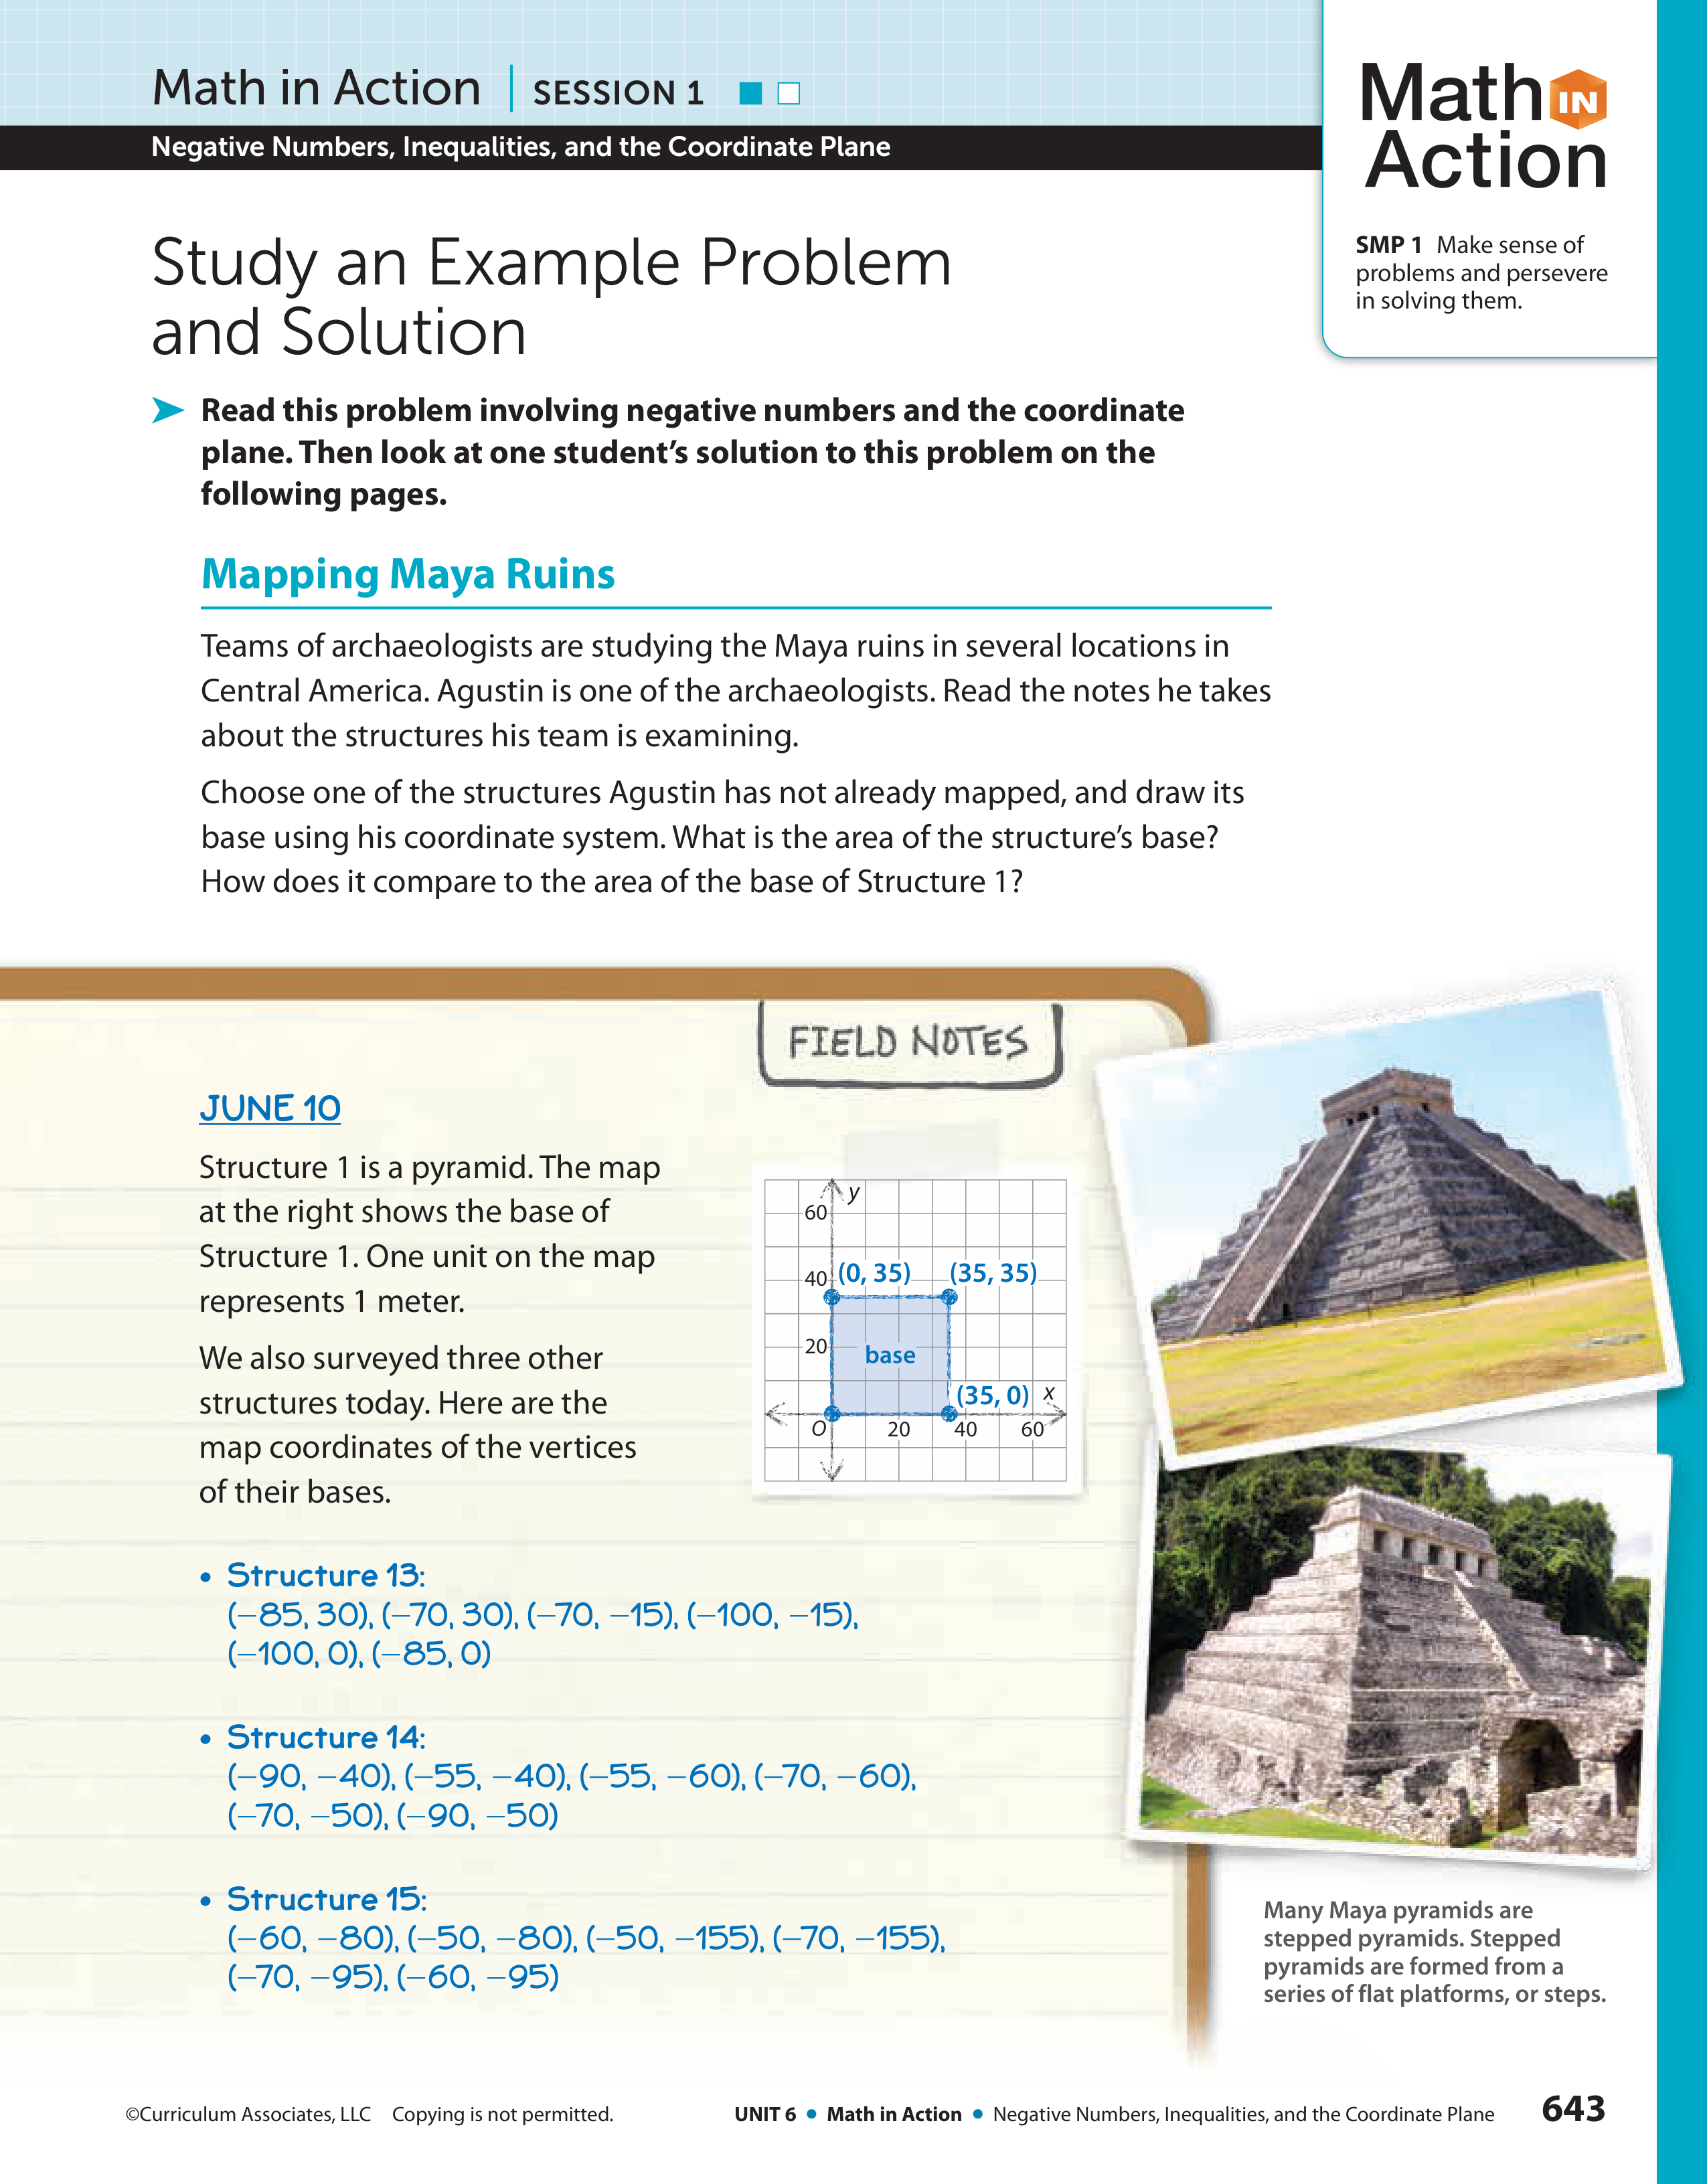 Math in Action | SESSION 1
Negative Numbers, Inequalities, and the Coordinate Plane
Math IN
Action
SMP 1 Make sense of
problems and persevere
in solving them.
Study an Example Problem
and Solution
Read this problem involving negative numbers and the coordinate
plane. Then look at one student's solution to this problem on the
following pages.
Mapping Maya Ruins
Teams of archaeologists are studying the Maya ruins in several locations in
Central America. Agustin is one of the archaeologists. Read the notes he takes
about the structures his team is examining.
Choose one of the structures Agustin has not already mapped, and draw its
base using his coordinate system. What is the area of the structure's base?
How does it compare to the area of the base of Structure 1?
FIELD NOTES
JUNE 10
Structure 1 is a pyramid. The map
at the right shows the base of
Structure 1. One unit on the map
represents 1 meter.
We also surveyed three other
structures today. Here are the
map coordinates of the vertices
of their bases.
y
60
40 (0, 35) (35, 35)
20 base
(35, 0) x
O 20 40 60
• Structure 13:
(−85, 30), (−70, 30), (−70, −15), (−100, −15),
(−100, 0), (−85, 0)
• Structure 14:
(−90, −40), (−55, −40), (−55, −60), (−70, −60),
(−70, −50), (−90, −50)
• Structure 15:
(−60, −80), (−50, −80), (−50, −155), (−70, −155),
(−70, −95), (−60, −95)
Many Maya pyramids are
stepped pyramids. Stepped
pyramids are formed from a
series of flat platforms, or steps.
©Curriculum Associates, LLC Copying is not permitted.
UNIT 6 • Math in Action • Negative Numbers, Inequalities, and the Coordinate Plane 643